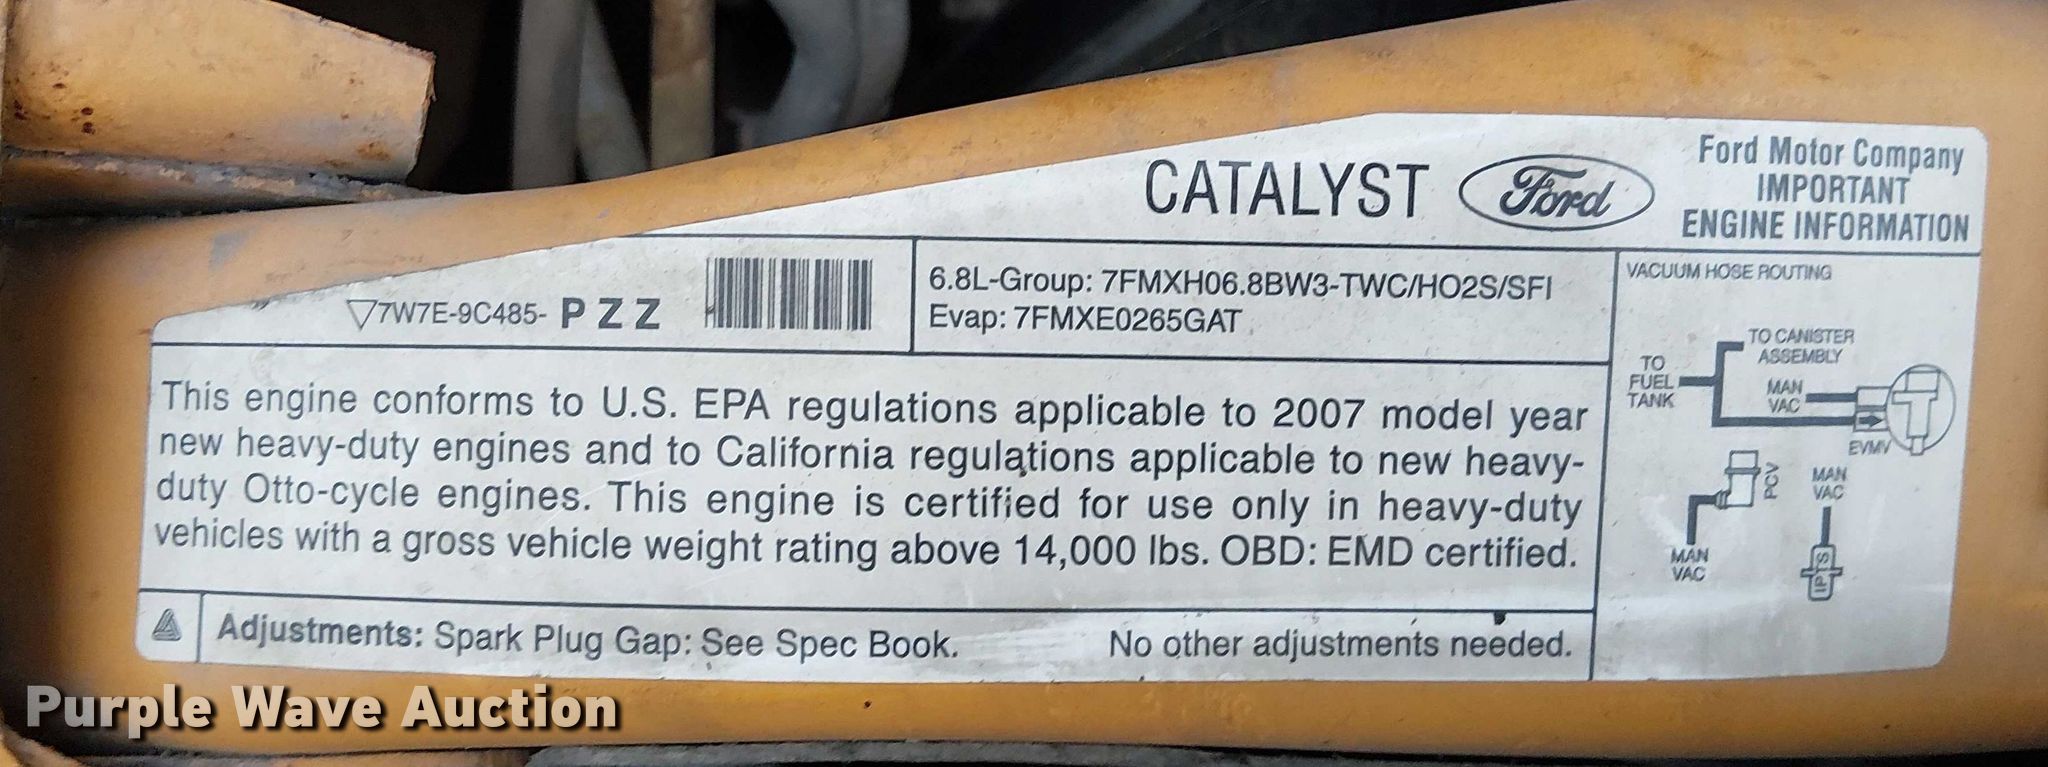 CATALYST
Ford
Ford Motor Company
IMPORTANT
ENGINE INFORMATION
7W7E-9C485- PZZ
6.8L-Group: 7FMXH06.8BW3-TWC/HO2S/SFI
Evap: 7FMXE0265GAT
This engine conforms to U.S. EPA regulations applicable to 2007 model year
new heavy-duty engines and to California regulations applicable to new heavy-
duty Otto-cycle engines. This engine is certified for use only in heavy-duty
vehicles with a gross vehicle weight rating above 14,000 lbs. OBD: EMD certified.
Adjustments: Spark Plug Gap: See Spec Book. No other adjustments needed.
VACUUM HOSE ROUTING
TO CANISTER
ASSEMBLY
TO
FUEL
TANK
MAN
VAC
EVMV
PCV
MAN
VAC
MAN
VAC
IPTS
Purple Wave Auction